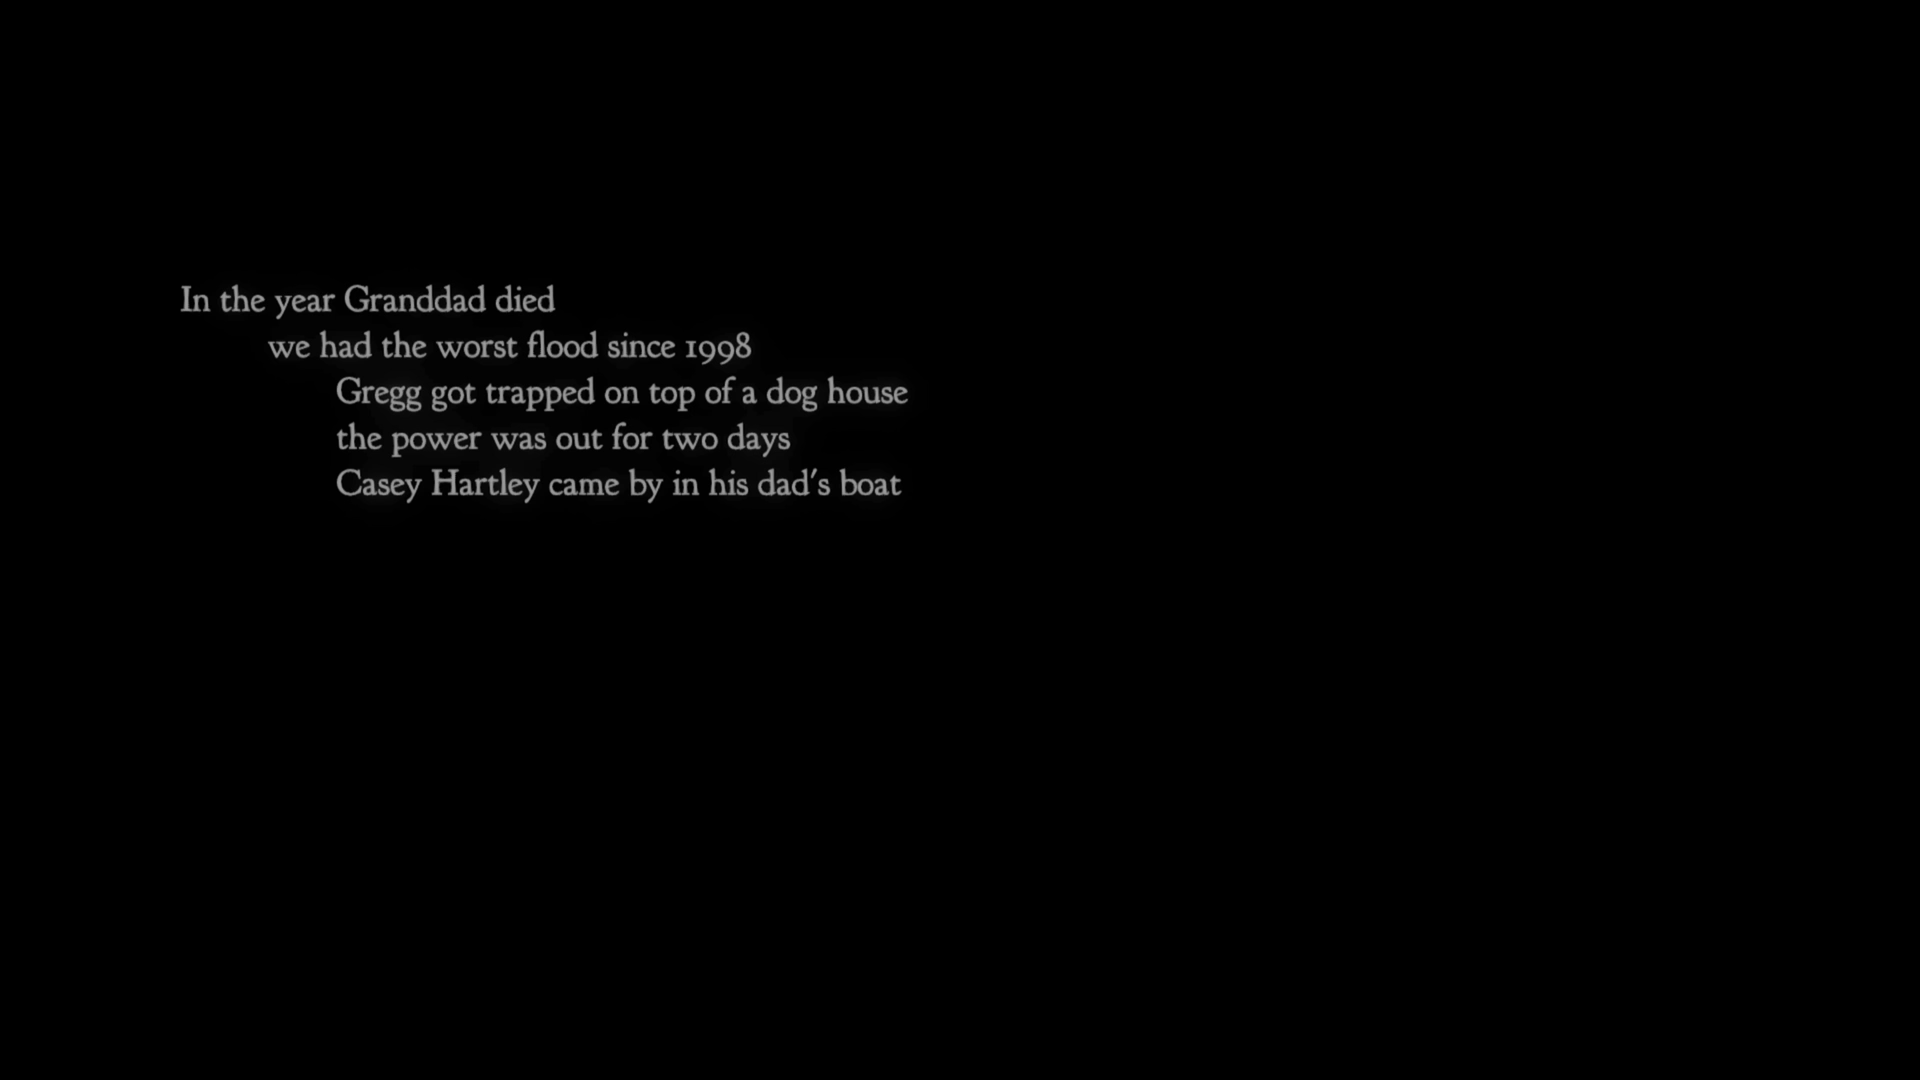 In the year Granddad died
we had the worst flood since 1998
Gregg got trapped on top of a dog house
the power was out for two days
Casey Hartley came by in his dad's boat